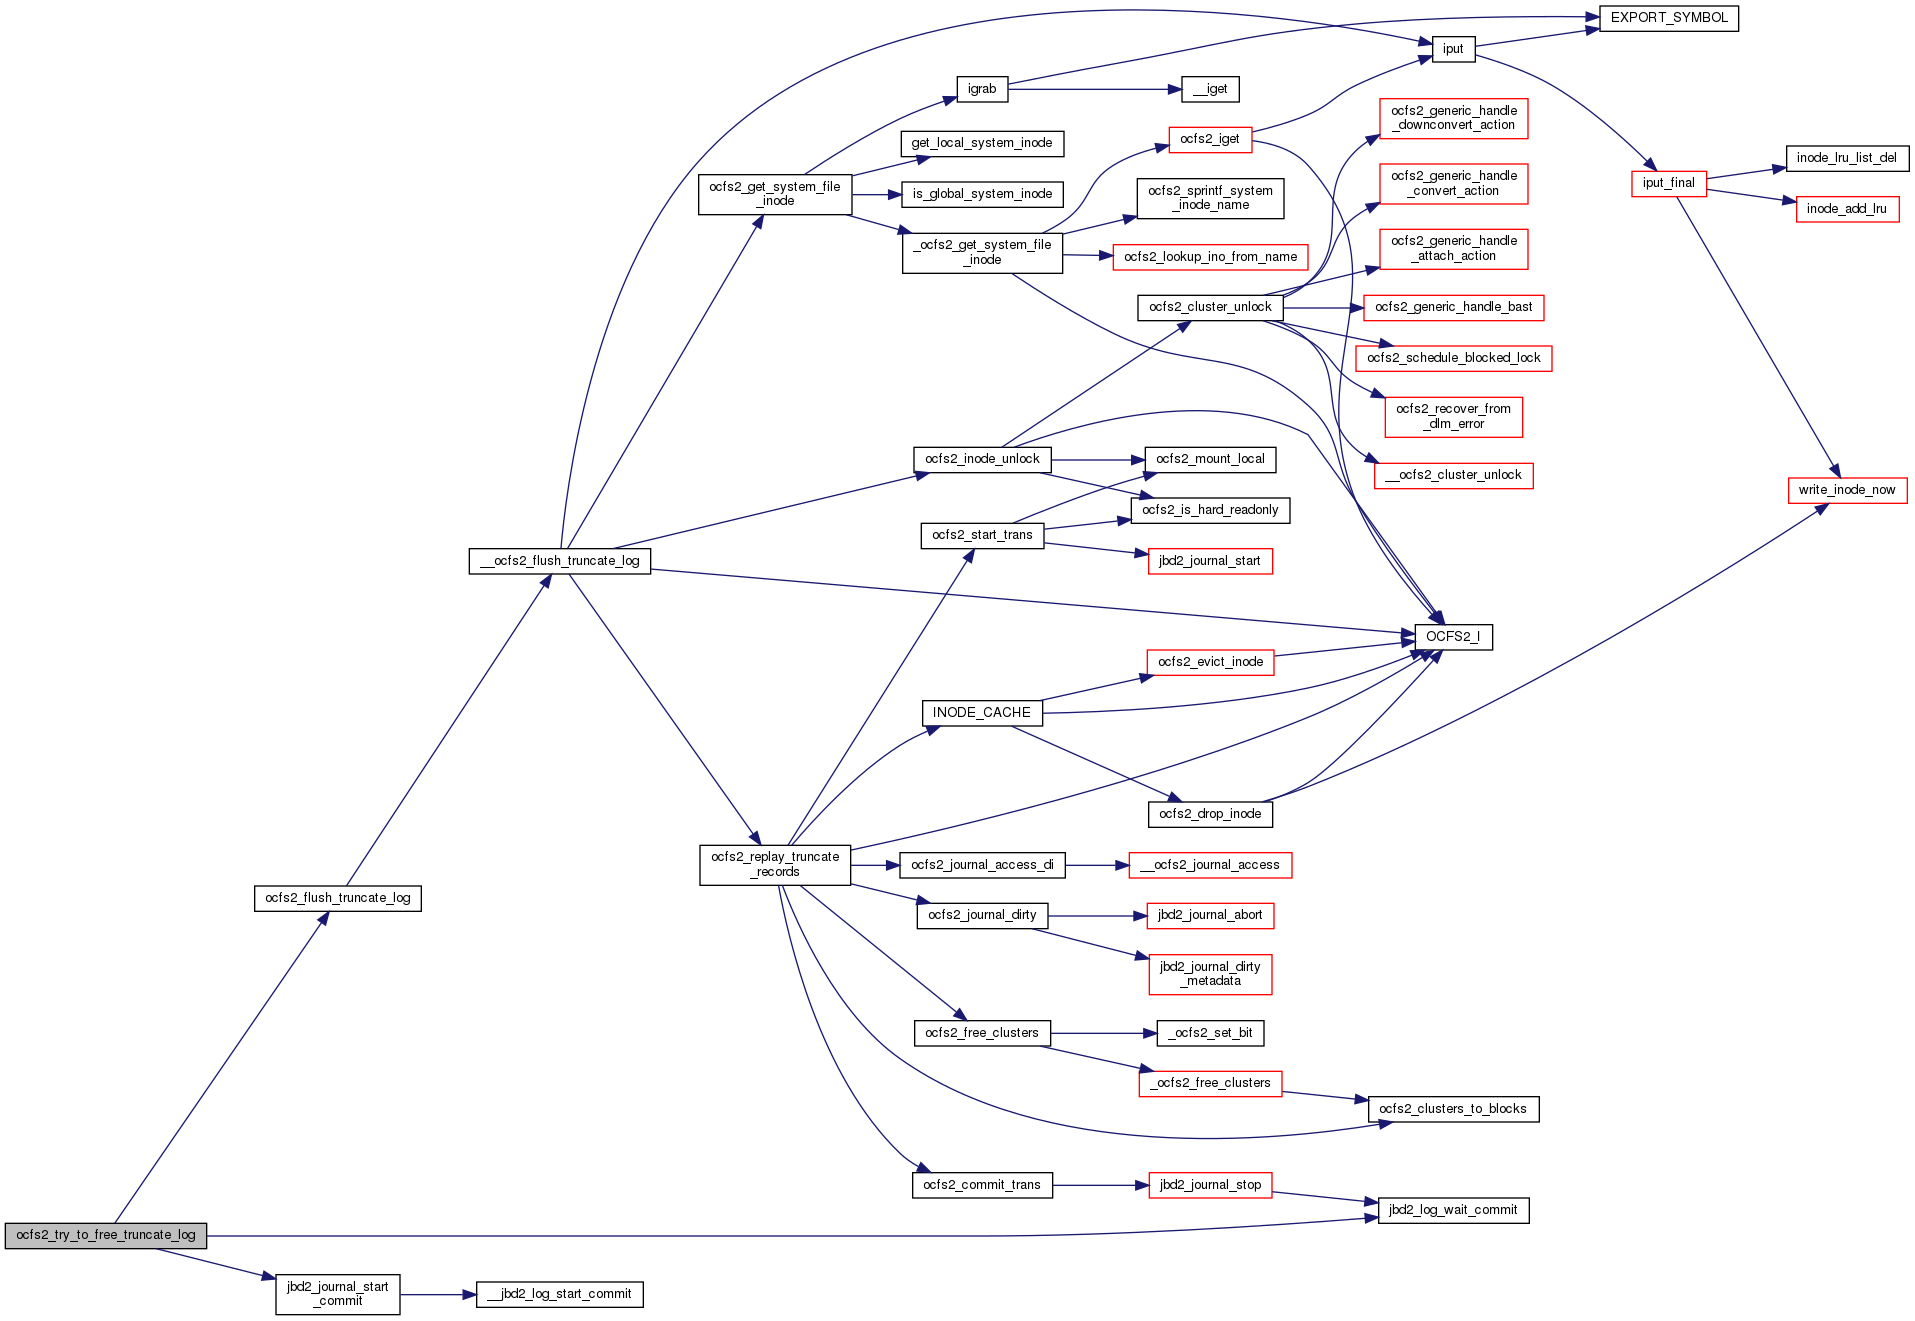 EXPORT_SYMBOL
iput
igrab
__iget
ocfs2_generic_handle
_downconvert_action
ocfs2_iget
get_local_system_inode
inode_lru_list_del
ocfs2_get_system_file
_inode
is_global_system_inode
ocfs2_sprintf_system
_inode_name
ocfs2_generic_handle
_convert_action
iput_final
inode_add_lru
_ocfs2_get_system_file
_inode
ocfs2_lookup_ino_from_name
ocfs2_generic_handle
_attach_action
ocfs2_cluster_unlock
ocfs2_generic_handle_bast
ocfs2_schedule_blocked_lock
ocfs2_recover_from
_dlm_error
ocfs2_inode_unlock
ocfs2_mount_local
__ocfs2_cluster_unlock
write_inode_now
ocfs2_is_hard_readonly
ocfs2_start_trans
__ocfs2_flush_truncate_log
jbd2_journal_start
OCFS2_I
ocfs2_evict_inode
INODE_CACHE
ocfs2_drop_inode
ocfs2_replay_truncate
_records
ocfs2_journal_access_di
__ocfs2_journal_access
ocfs2_flush_truncate_log
ocfs2_journal_dirty
jbd2_journal_abort
jbd2_journal_dirty
_metadata
ocfs2_free_clusters
_ocfs2_set_bit
_ocfs2_free_clusters
ocfs2_clusters_to_blocks
ocfs2_commit_trans
jbd2_journal_stop
jbd2_log_wait_commit
ocfs2_try_to_free_truncate_log
jbd2_journal_start
_commit
__jbd2_log_start_commit